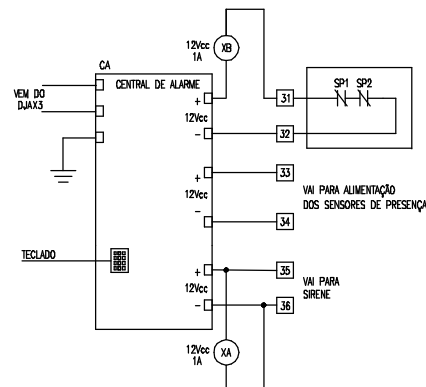 CA
12Vcc
1A
XB
VEM DO
DJAX3
CENTRAL DE ALARME
+
12Vcc
-
31
32
SP1 SP2
+
12Vcc
-
33
34
VAI PARA ALIMENTAÇÃO
DOS SENSORES DE PRESENÇA
TECLADO
+
12Vcc
-
35
36
VAI PARA
SIRENE
12Vcc
1A
XA